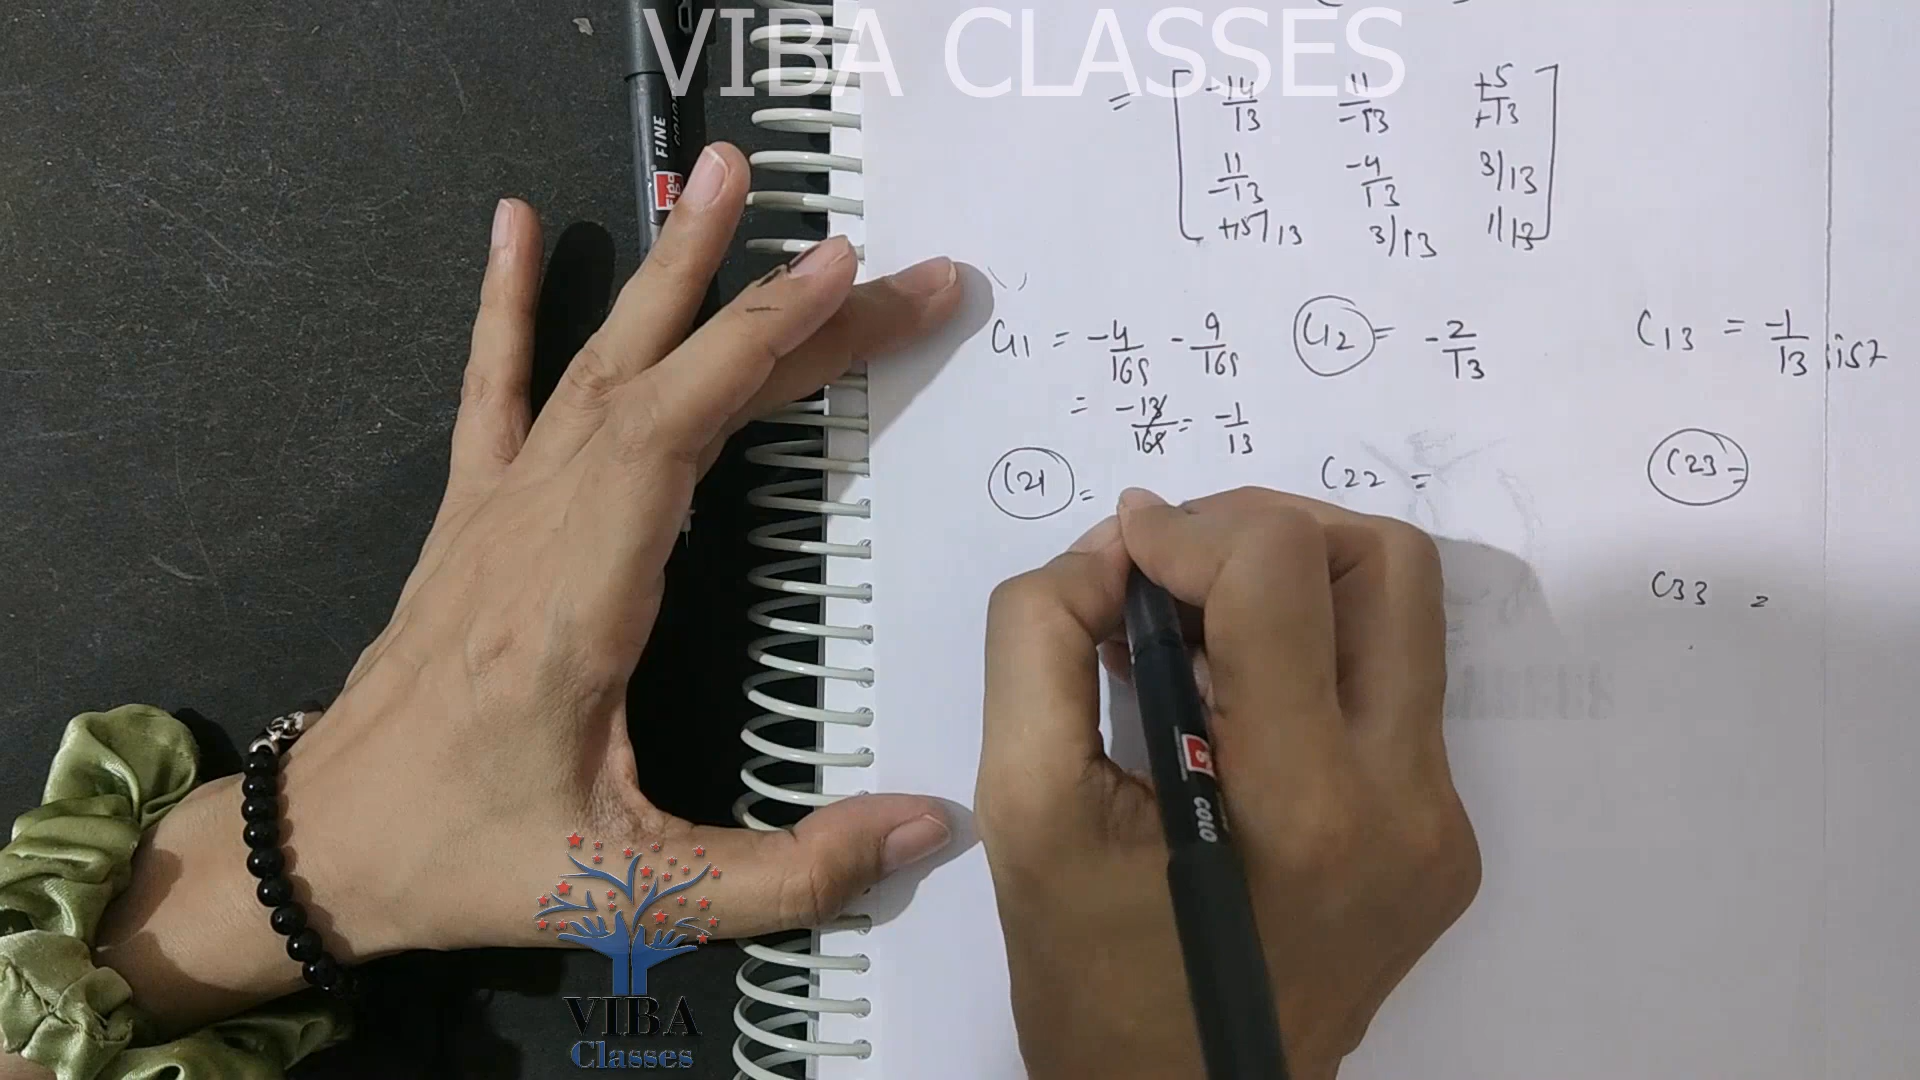 VIBA CLASSES
FINE
= [ -14/13 11/-13 +5/+13
11/-13 -4/13 3/13
+5/13 3/13 1/13 ]
C11 = -4/169 - 9/169 C12 = -2/13 C13 = -1/13
= -13/169 = -1/13
C21 = C22 = C23 =
C33 =
COLO
VIBA
Classes